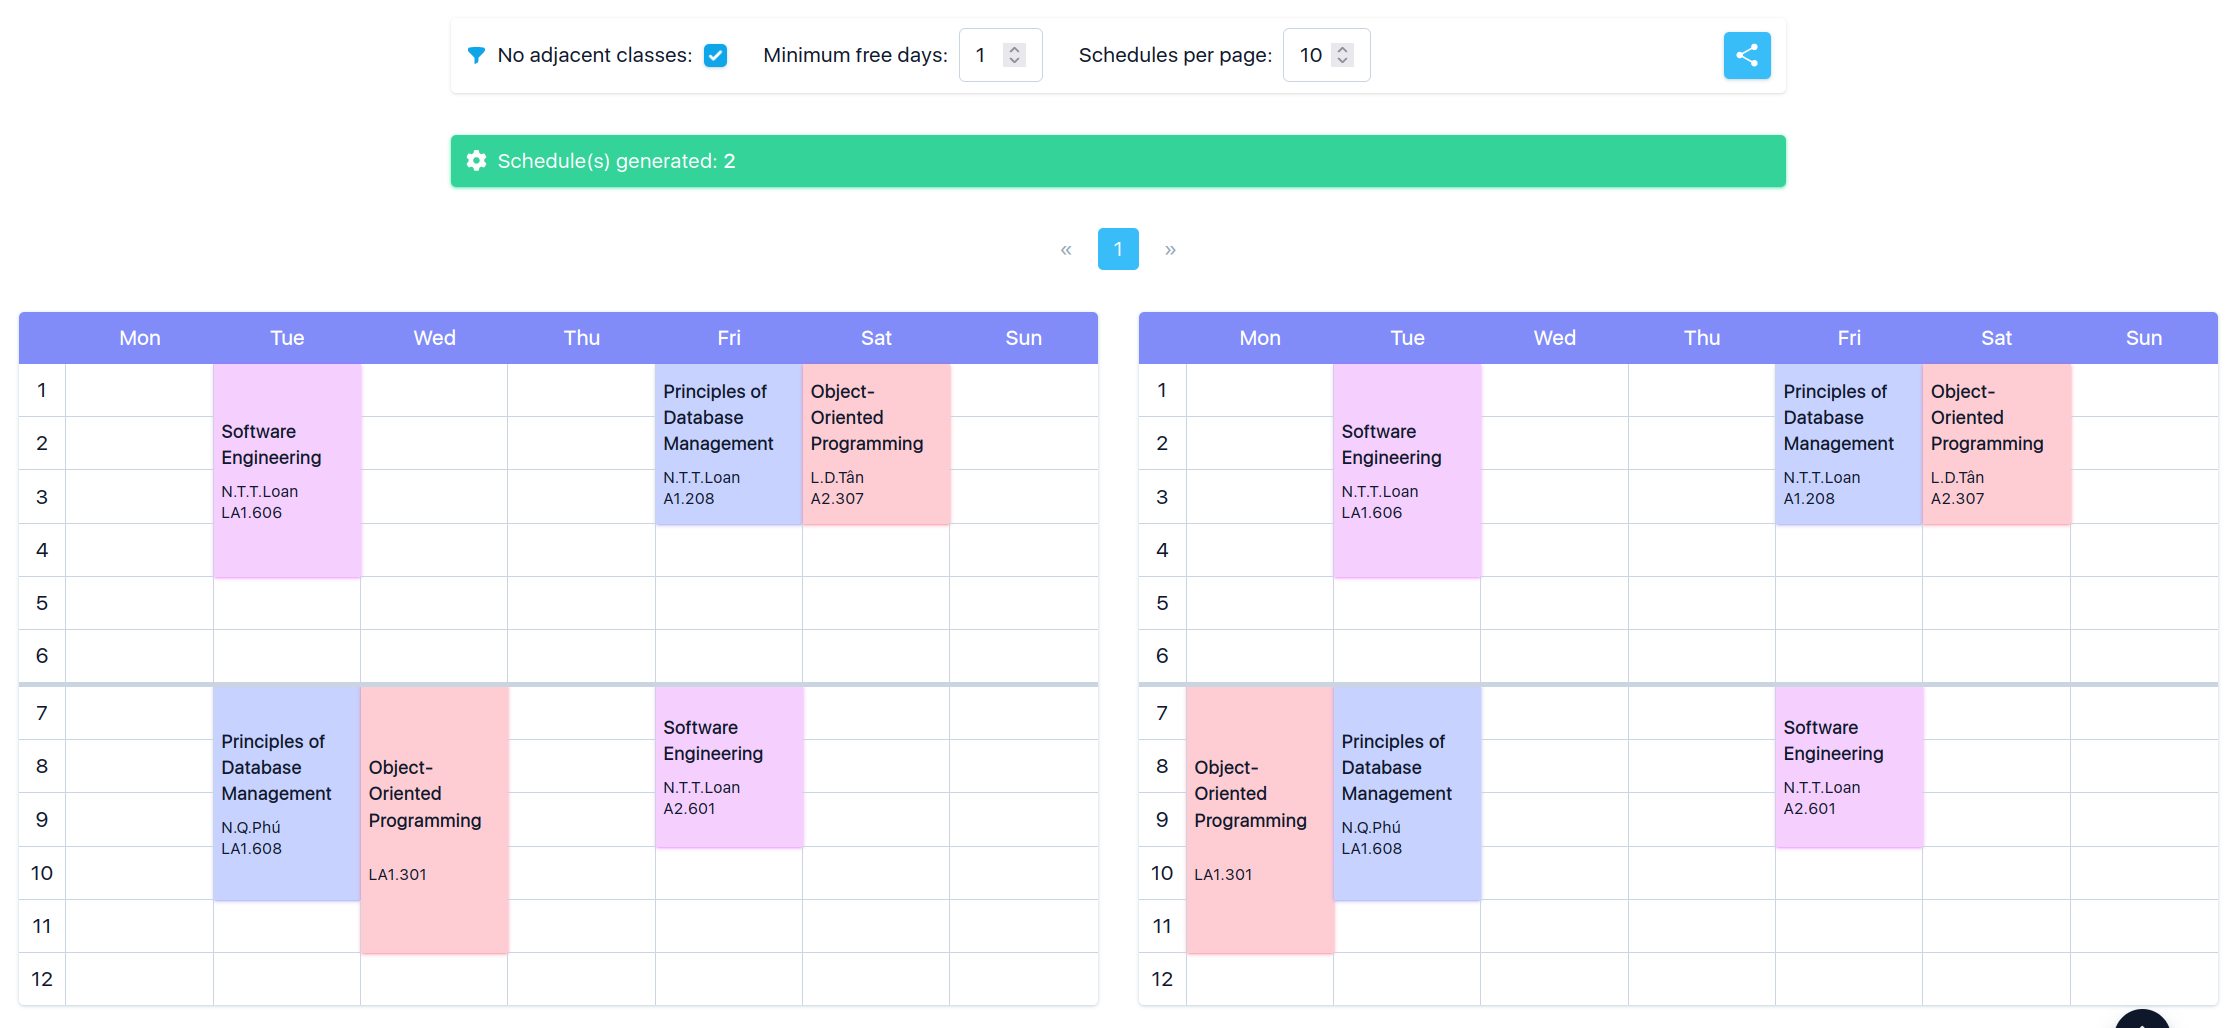 No adjacent classes:
Minimum free days: 1
Schedules per page: 10
Schedule(s) generated: 2
« 1 »
Mon Tue Wed Thu Fri Sat Sun
1
2
3
4
5
6
7
8
9
10
11
12
Software
Engineering
N.T.T.Loan
LA1.606
Principles of
Database
Management
N.T.T.Loan
A1.208
Object-
Oriented
Programming
L.D.Tân
A2.307
Principles of
Database
Management
N.Q.Phú
LA1.608
Object-
Oriented
Programming
LA1.301
Software
Engineering
N.T.T.Loan
A2.601
Mon Tue Wed Thu Fri Sat Sun
1
2
3
4
5
6
7
8
9
10
11
12
Software
Engineering
N.T.T.Loan
LA1.606
Principles of
Database
Management
N.T.T.Loan
A1.208
Object-
Oriented
Programming
L.D.Tân
A2.307
Object-
Oriented
Programming
LA1.301
Principles of
Database
Management
N.Q.Phú
LA1.608
Software
Engineering
N.T.T.Loan
A2.601